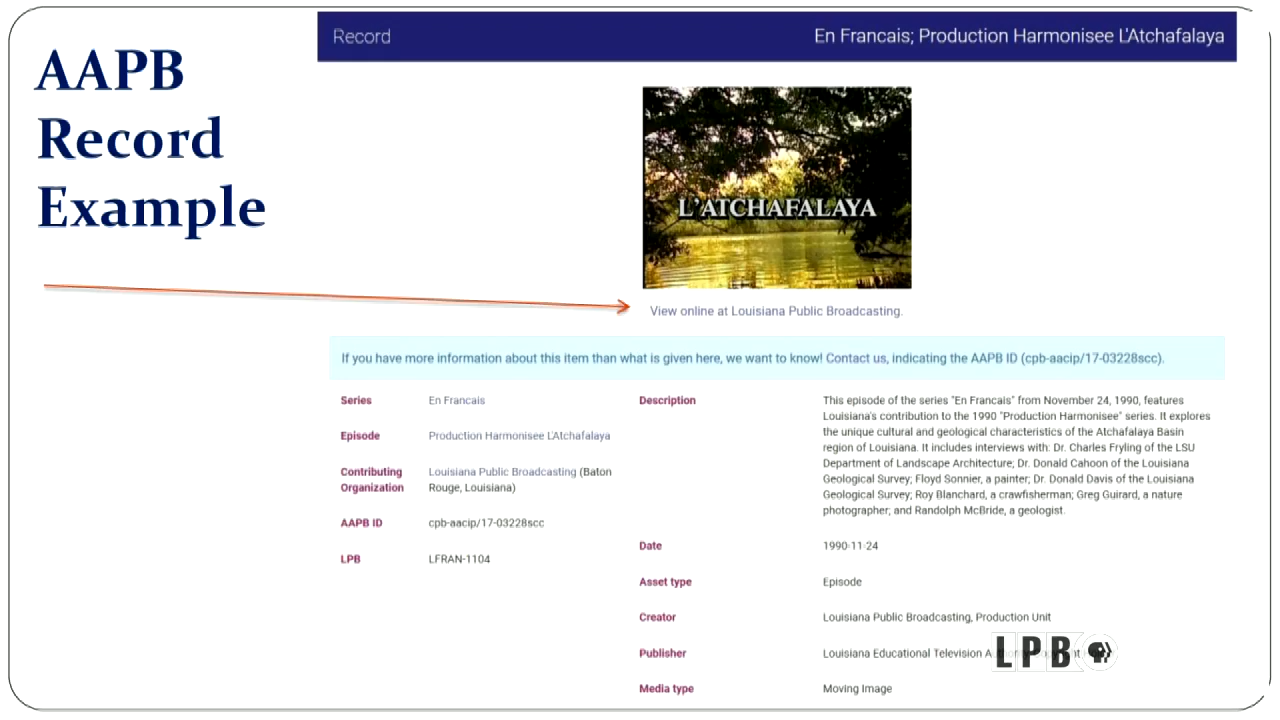 AAPB
Record
Example
Record
En Francais; Production Harmonisee L'Atchafalaya
L'ATCHAFALAYA
View online at Louisiana Public Broadcasting.
If you have more information about this item than what is given here, we want to know! Contact us, indicating the AAPB ID (cpb-aacip/17-03228scc).
Series En Francais
Episode Production Harmonisee L'Atchafalaya
Contributing Louisiana Public Broadcasting (Baton
Organization Rouge, Louisiana)
AAPB ID cpb-aacip/17-03228scc
LPB LFRAN-1104
Description This episode of the series "En Francais" from November 24, 1990, features
Louisiana's contribution to the 1990 "Production Harmonisee" series. It explores
the unique cultural and geological characteristics of the Atchafalaya Basin
region of Louisiana. It includes interviews with: Dr. Charles Fryling of the LSU
Department of Landscape Architecture; Dr. Donald Cahoon of the Louisiana
Geological Survey; Floyd Sonnier, a painter; Dr. Donald Davis of the Louisiana
Geological Survey; Roy Blanchard, a crawfisherman; Greg Guirard, a nature
photographer; and Randolph McBride, a geologist.
Date 1990-11-24
Asset type Episode
Creator Louisiana Public Broadcasting, Production Unit
Publisher Louisiana Educational Television
LPB
Media type Moving Image